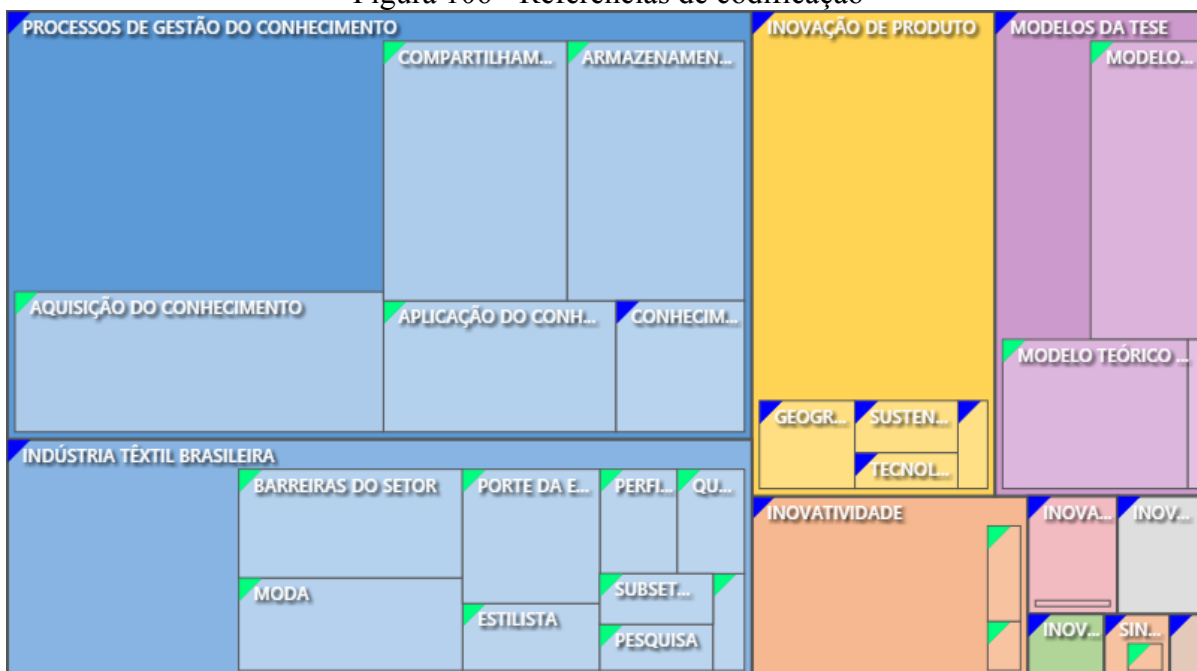 Figura 106 - Referências de codificação
PROCESSOS DE GESTÃO DO CONHECIMENTO
COMPARTILHAM...
ARMAZENAMEN...
AQUISIÇÃO DO CONHECIMENTO
APLICAÇÃO DO CONH...
CONHECIM...
INDÚSTRIA TÊXTIL BRASILEIRA
BARREIRAS DO SETOR
PORTE DA E...
PERFI...
QU...
MODA
ESTILISTA
SUBSET...
PESQUISA
INOVAÇÃO DE PRODUTO
GEOGR...
SUSTEN...
TECNOL...
MODELOS DA TESE
MODELO...
MODELO TEÓRICO ...
INOVATIVIDADE
INOVA...
INOV...
INOV...
SIN...